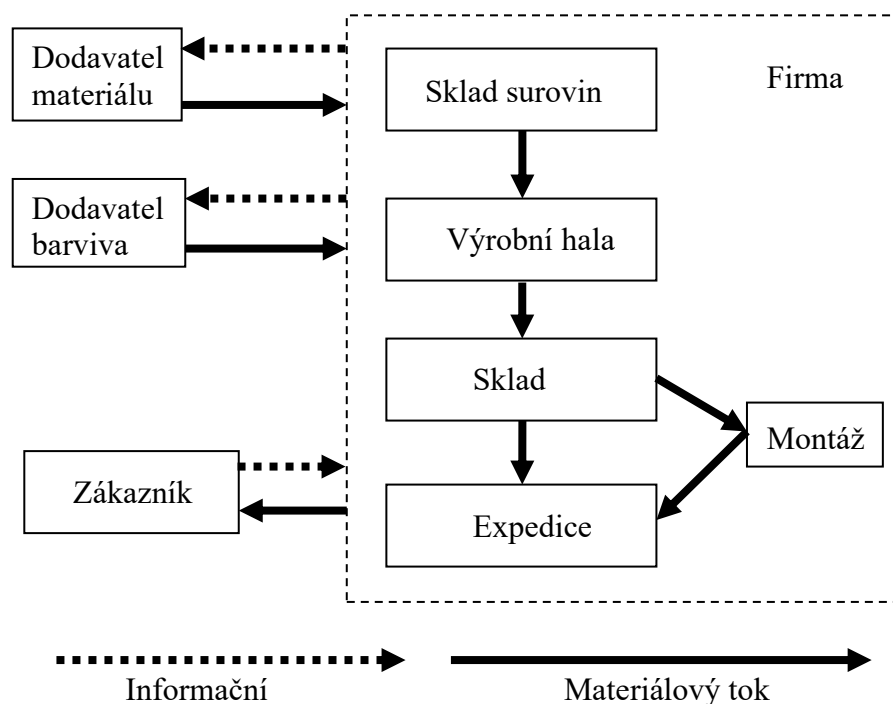 Dodavatel
materiálu
Sklad surovin
Firma
Dodavatel
barviva
Výrobní hala
Sklad
Montáž
Zákazník
Expedice
Informační
Materiálový tok